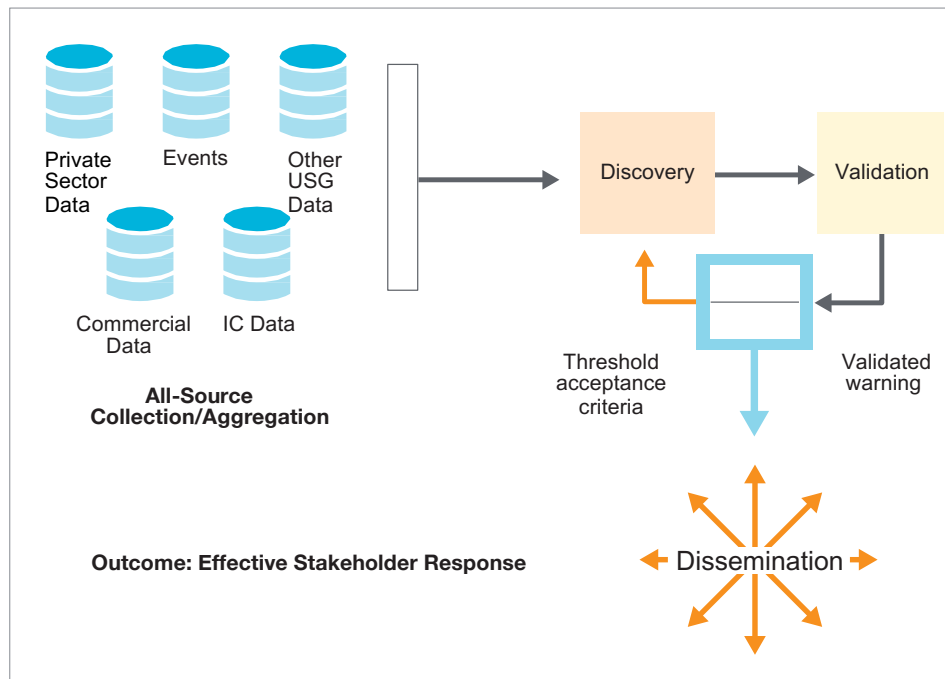 Private
Sector
Data
Events
Other
USG
Data
Commercial
Data
IC Data
All-Source
Collection/Aggregation
Discovery
Validation
Threshold
acceptance
criteria
Validated
warning
Outcome: Effective Stakeholder Response
Dissemination